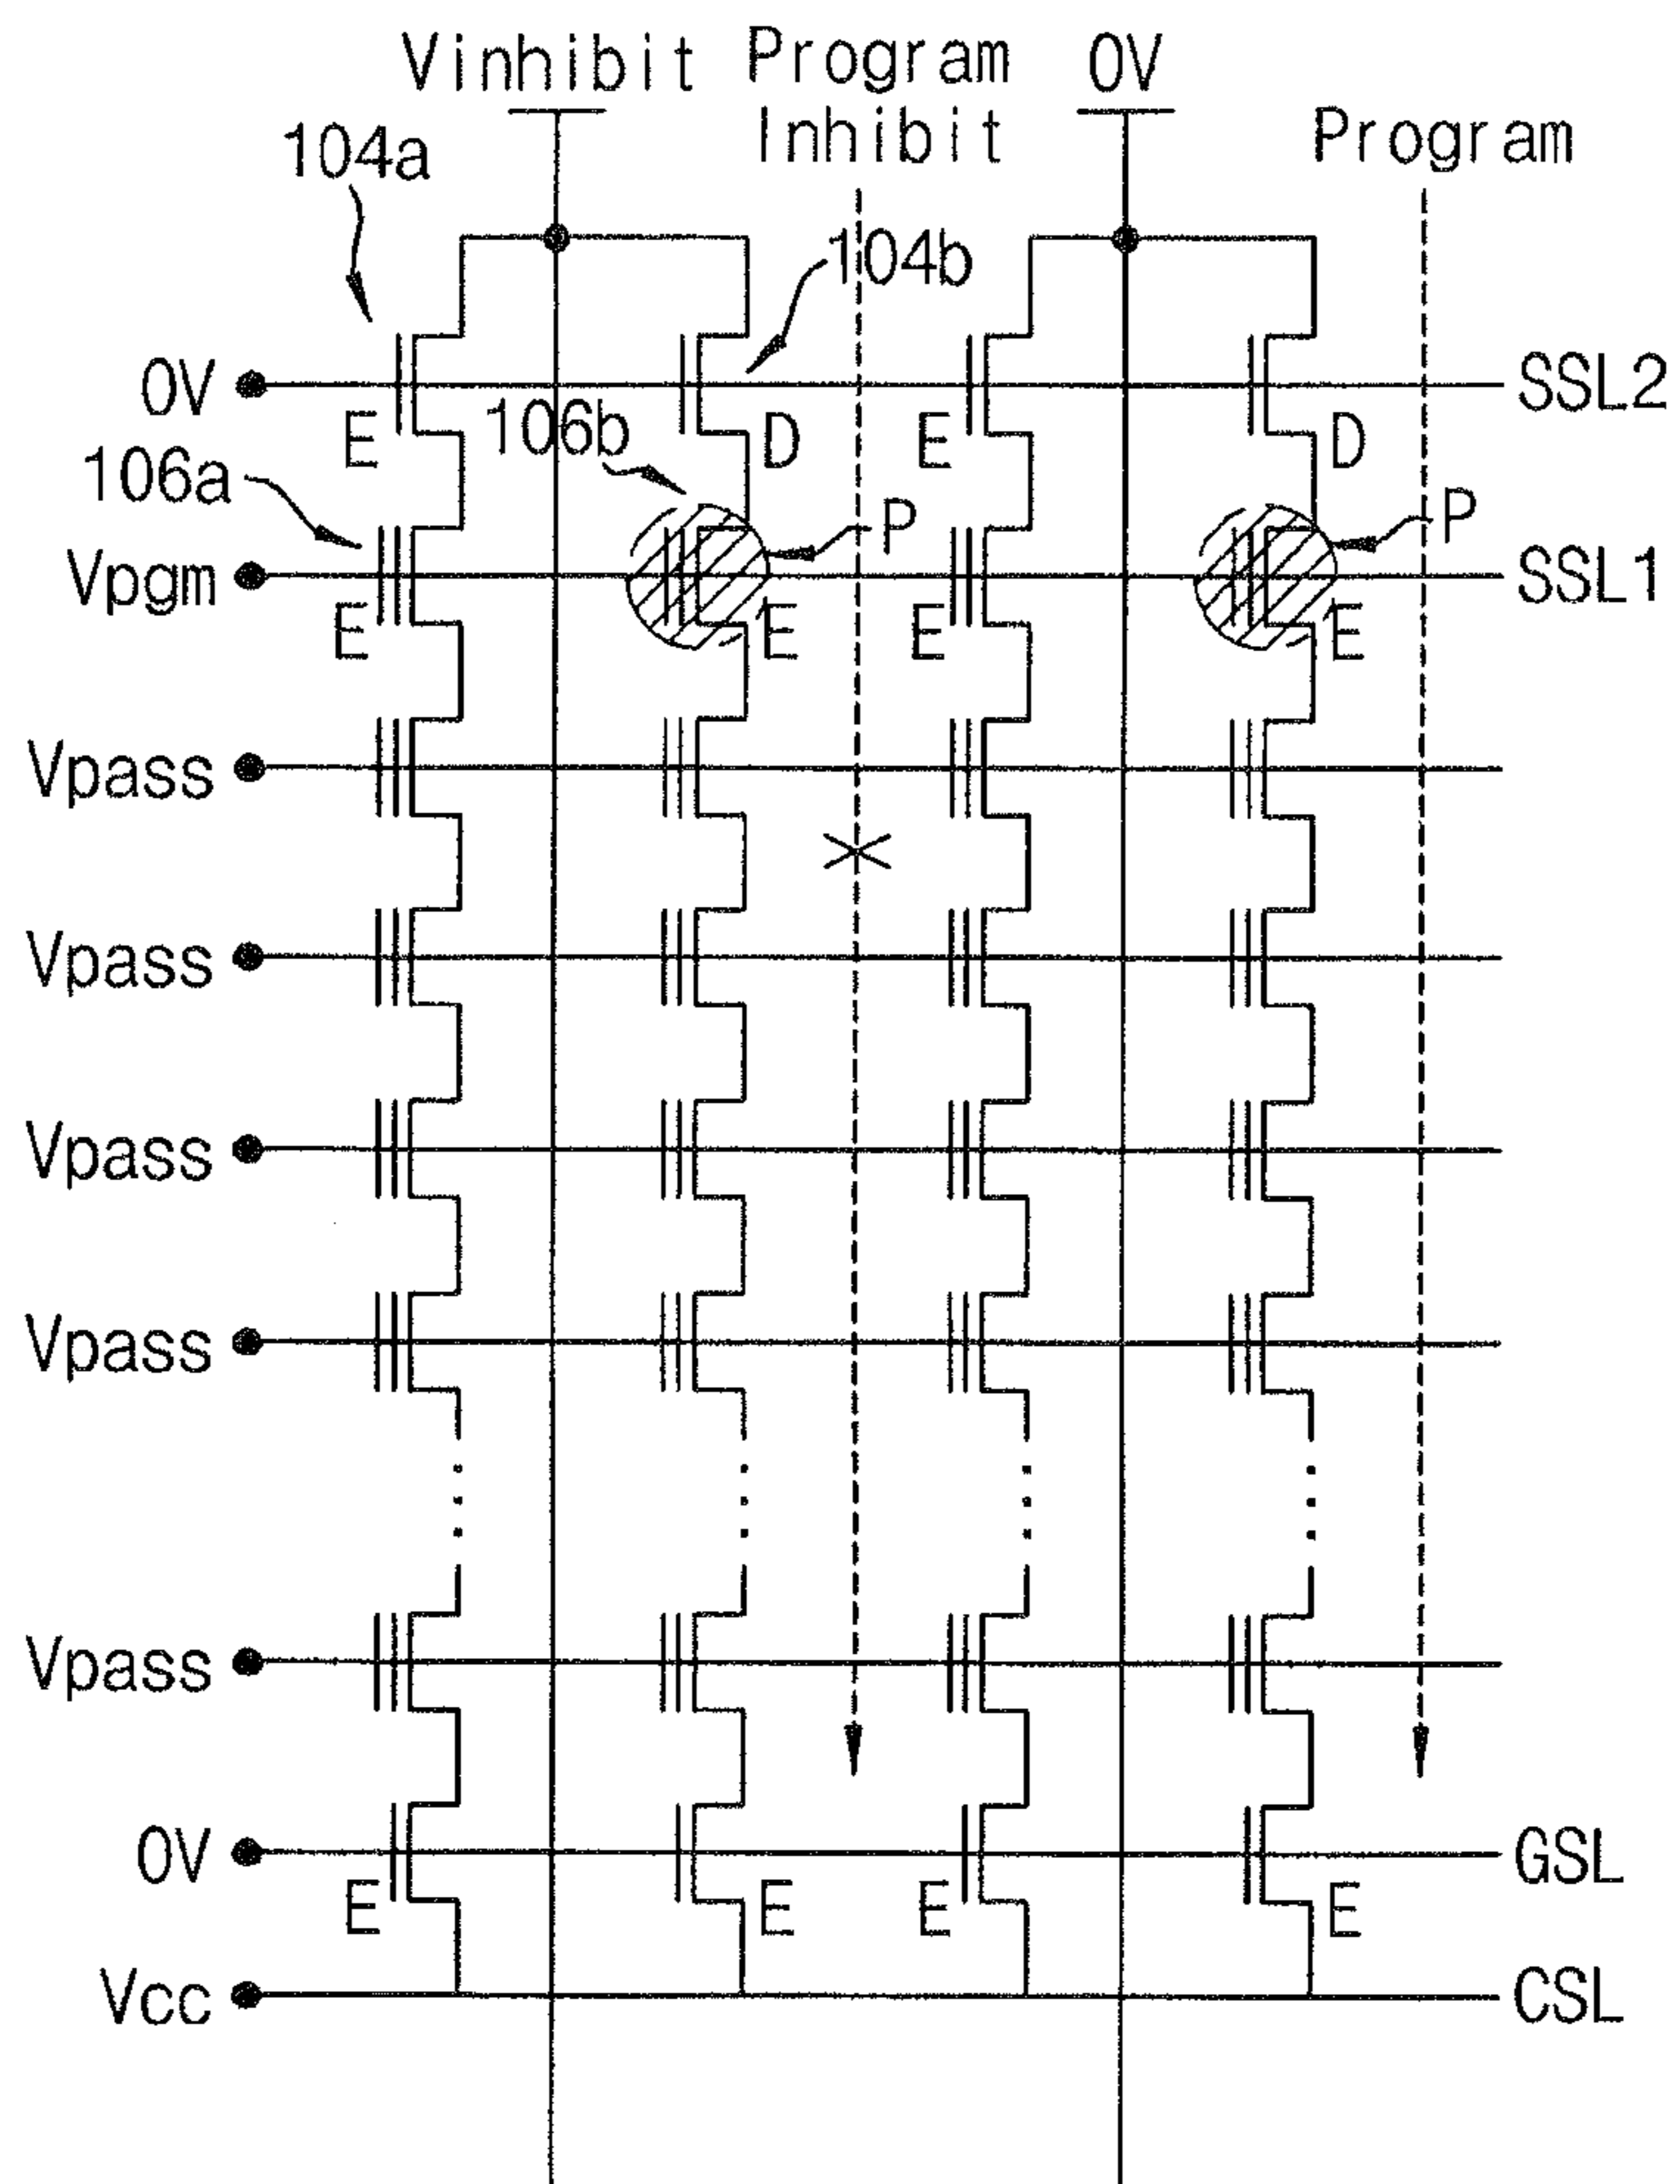 Vinhibit Program Inhibit 0V Program
104a
104b
0V E D E D SSL2
106b
106a
P P
Vpgm E E E E SSL1
Vpass
Vpass
Vpass
Vpass
Vpass
0V E E E E GSL
Vcc CSL